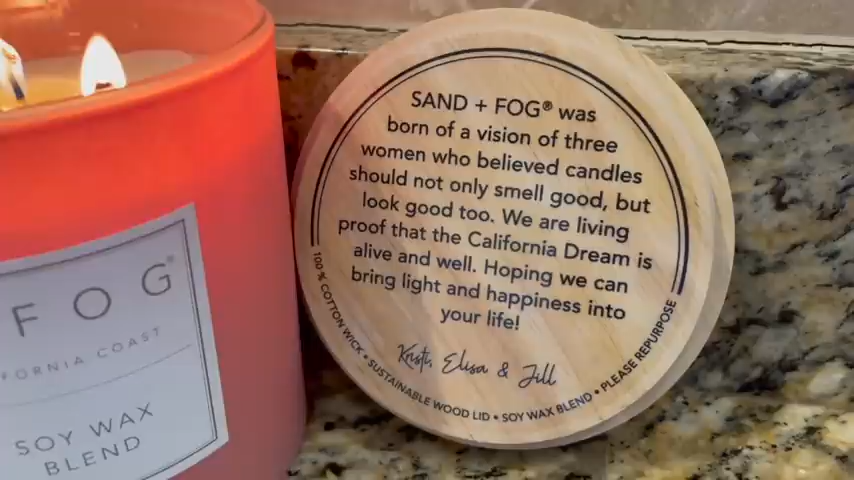 SAND + FOG® was
born of a vision of three
women who believed candles
should not only smell good, but
look good too. We are living
proof that the California Dream is
alive and well. Hoping we can
bring light and happiness into
your life!
Kristi, Elisa & Jill
100% COTTON WICK • SUSTAINABLE WOOD LID • SOY WAX BLEND • PLEASE REPURPOSE
FOG®
FORNIA COAST
SOY WAX
BLEND